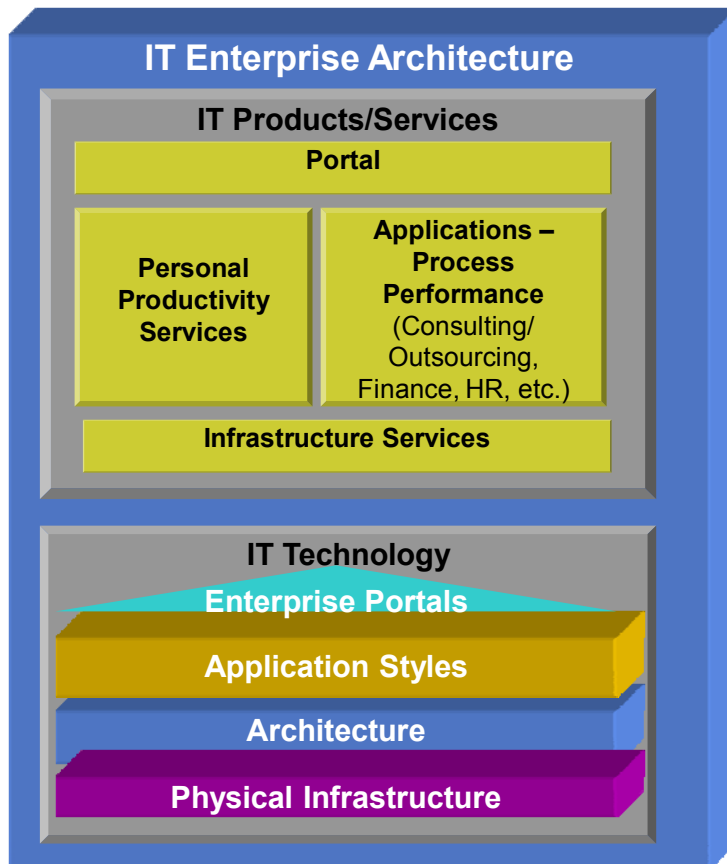 IT Enterprise Architecture
IT Products/Services
Portal
Personal
Productivity
Services
Applications –
Process
Performance
(Consulting/
Outsourcing,
Finance, HR, etc.)
Infrastructure Services
IT Technology
Enterprise Portals
Application Styles
Architecture
Physical Infrastructure